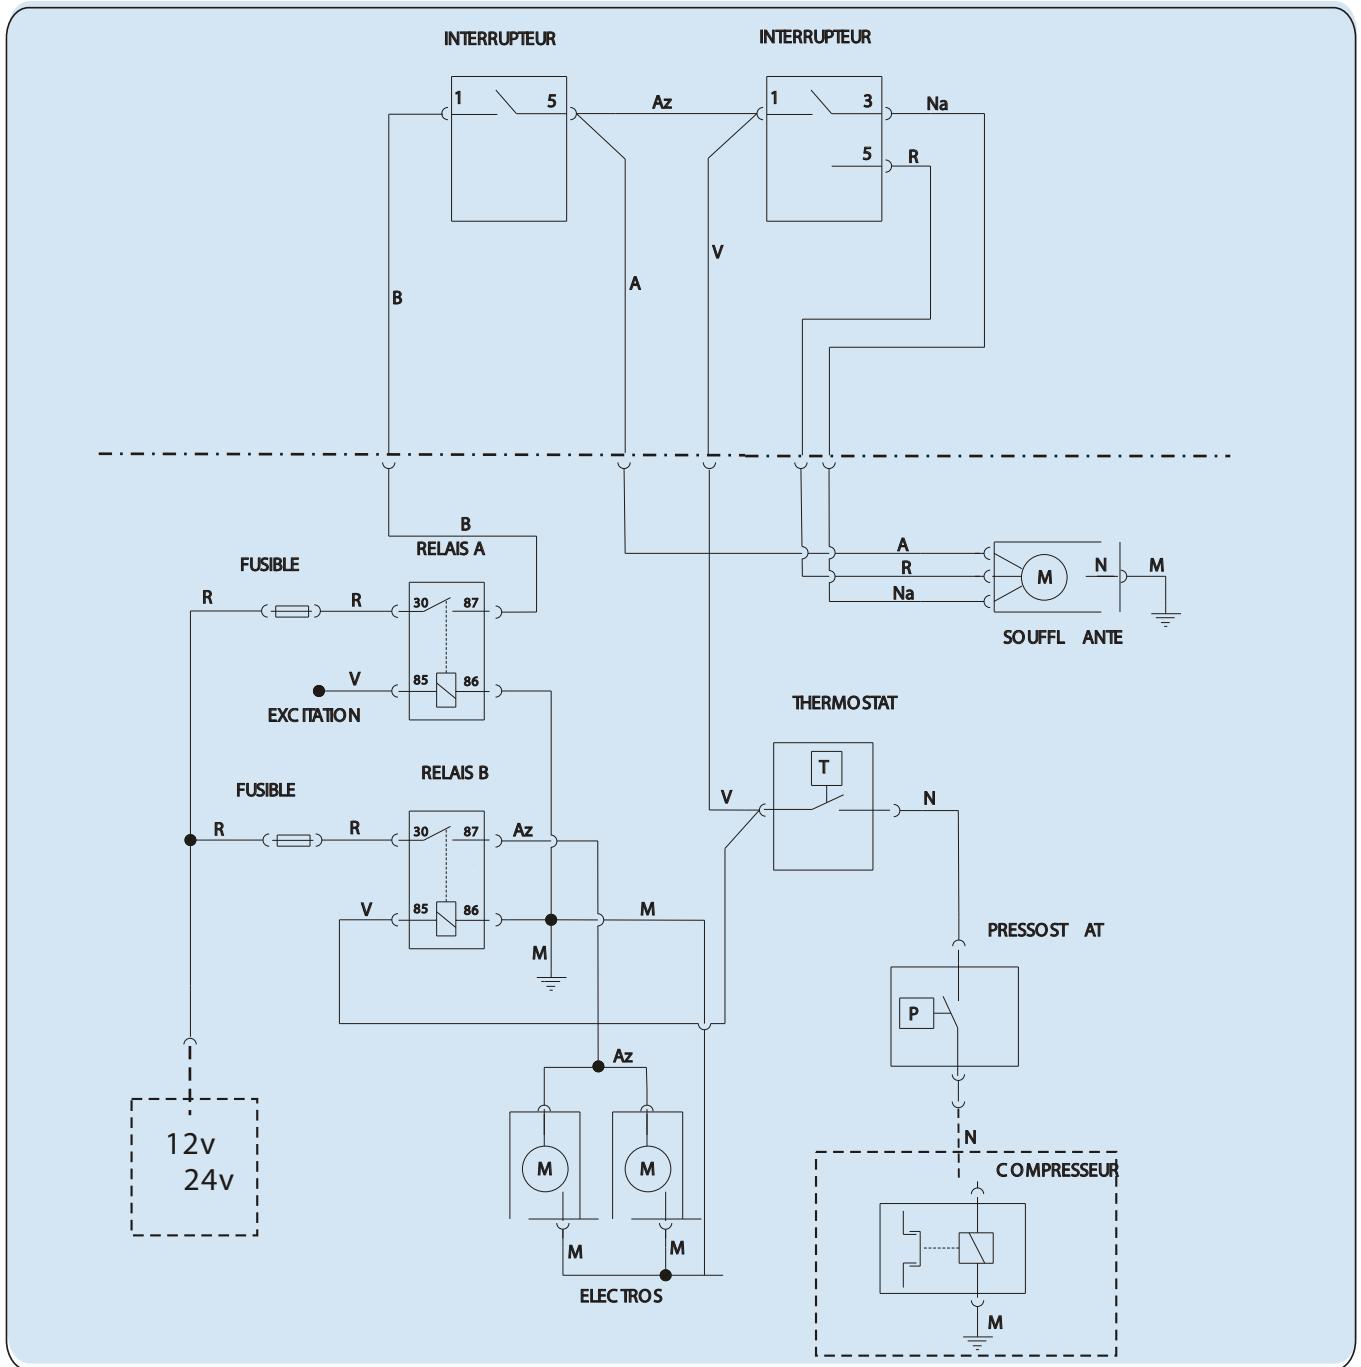 INTERRUPTEUR
INTERRUPTEUR
1
5
Az
1
3
Na
5
R
V
A
B
B
RELAIS A
FUSIBLE
R
R
30
87
V
85
86
EXCITATION
A
R
Na
M
N
M
SOUFFL ANTE
THERMOSTAT
T
V
N
RELAIS B
FUSIBLE
R
R
30
87
Az
V
85
86
M
M
PRESSOST AT
P
Az
12v
24v
M
M
M
M
ELECTROS
N
COMPRESSEUR
M